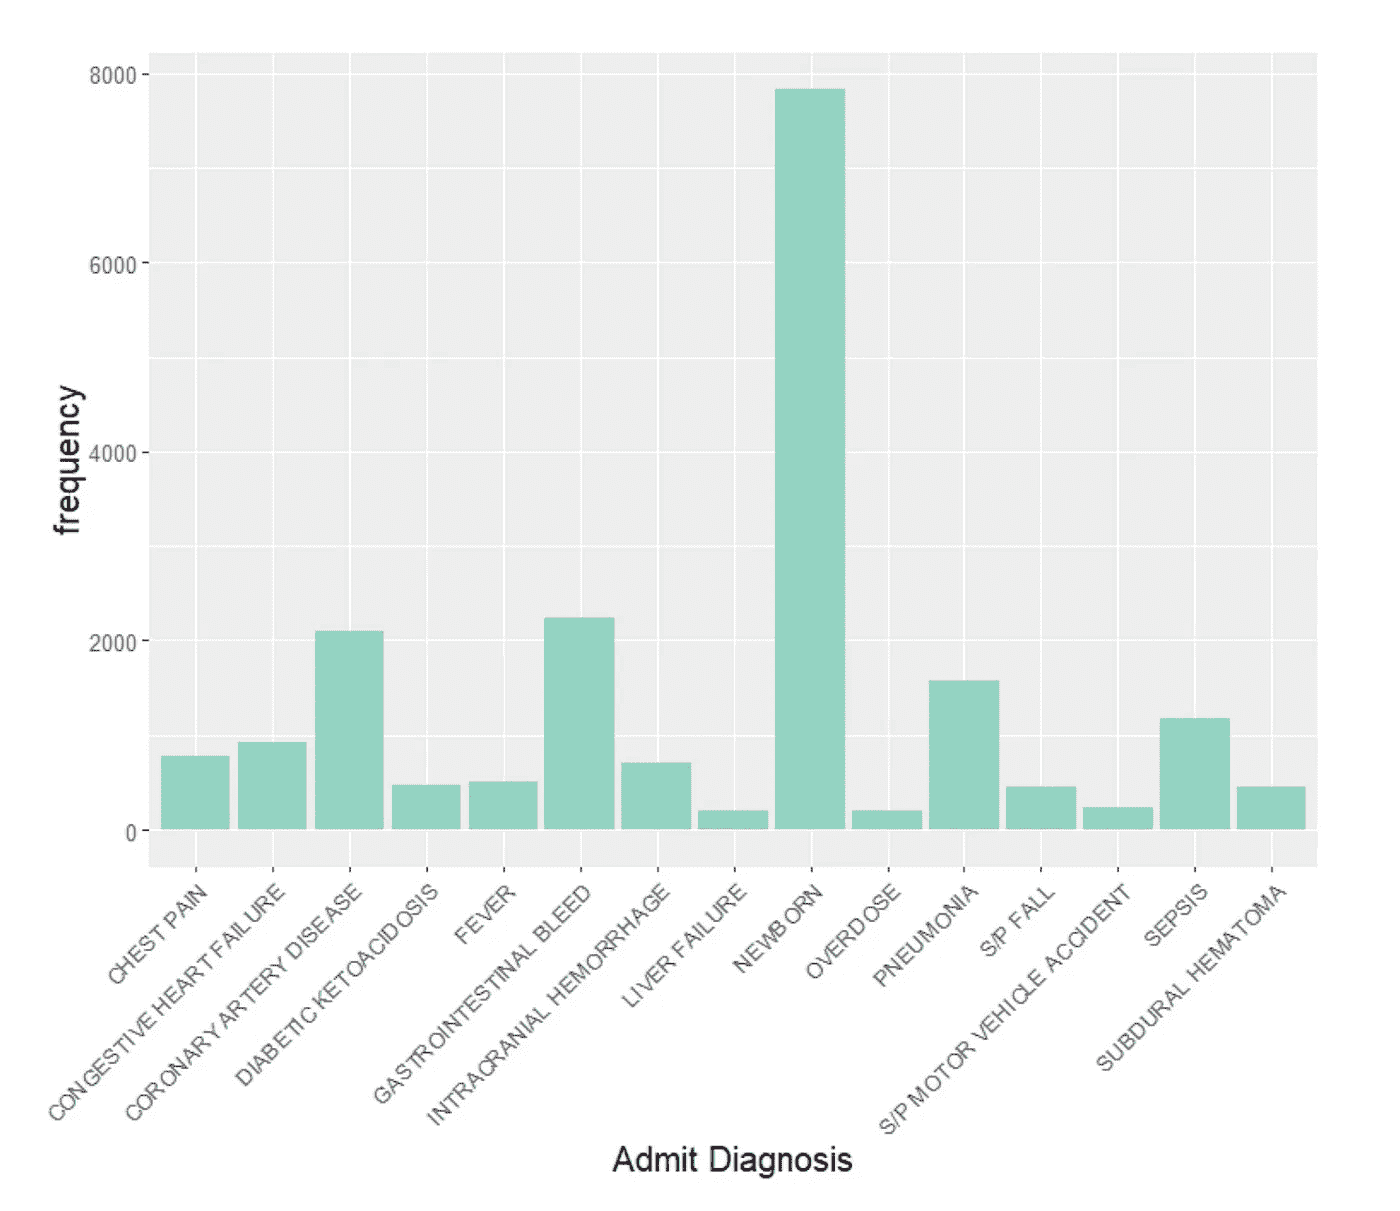 8000
6000
4000
2000
0
frequency
CHEST PAIN
CONGESTIVE HEART FAILURE
CORONARY ARTERY DISEASE
DIABETIC KETOACIDOSIS
FEVER
GASTROINTESTINAL BLEED
INTRACRANIAL HEMORRHAGE
LIVER FAILURE
NEWBORN
OVERDOSE
PNEUMONIA
S/P FALL
S/P MOTOR VEHICLE ACCIDENT
SEPSIS
SUBDURAL HEMATOMA
Admit Diagnosis